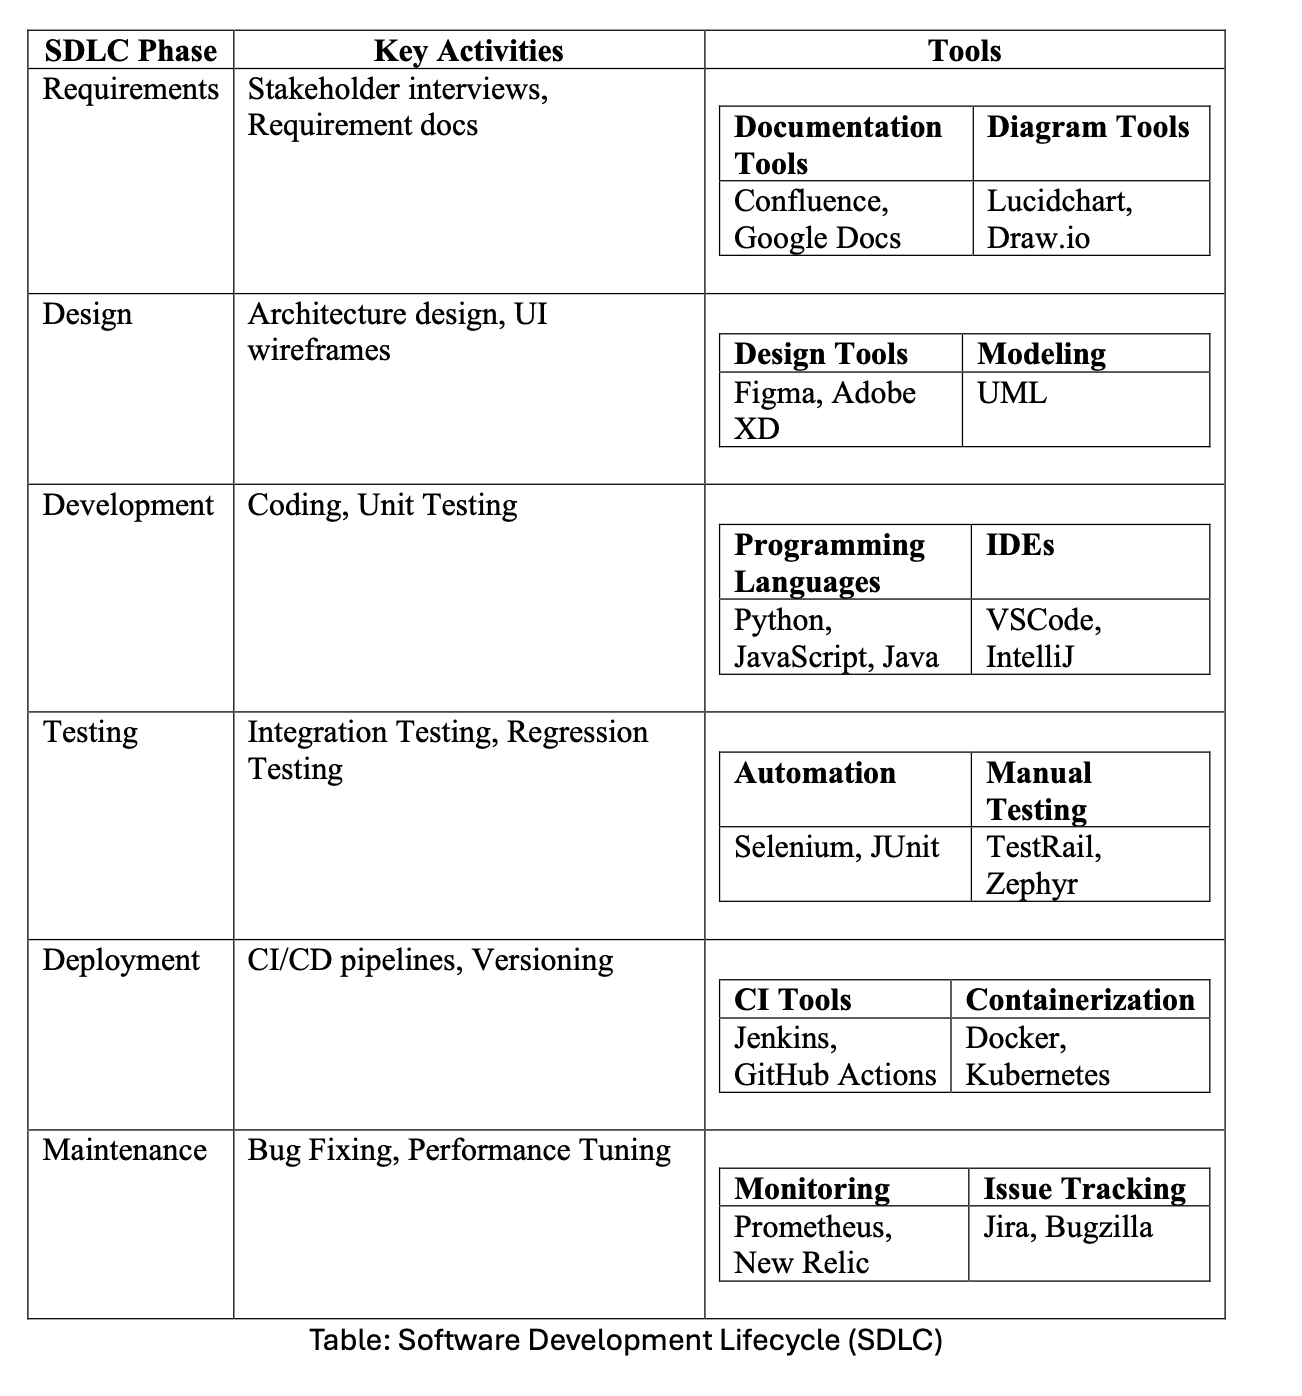 SDLC Phase Key Activities Tools
Requirements
Stakeholder interviews,
Requirement docs
Documentation
Tools
Diagram Tools
Confluence,
Google Docs
Lucidchart,
Draw.io
Design
Architecture design, UI
wireframes
Design Tools
Modeling
Figma, Adobe
XD
UML
Development
Coding, Unit Testing
Programming
Languages
IDEs
Python,
JavaScript, Java
VSCode,
IntelliJ
Testing
Integration Testing, Regression
Testing
Automation
Manual
Testing
Selenium, JUnit
TestRail,
Zephyr
Deployment
CI/CD pipelines, Versioning
CI Tools
Containerization
Jenkins,
GitHub Actions
Docker,
Kubernetes
Maintenance
Bug Fixing, Performance Tuning
Monitoring
Issue Tracking
Prometheus,
New Relic
Jira, Bugzilla
Table: Software Development Lifecycle (SDLC)